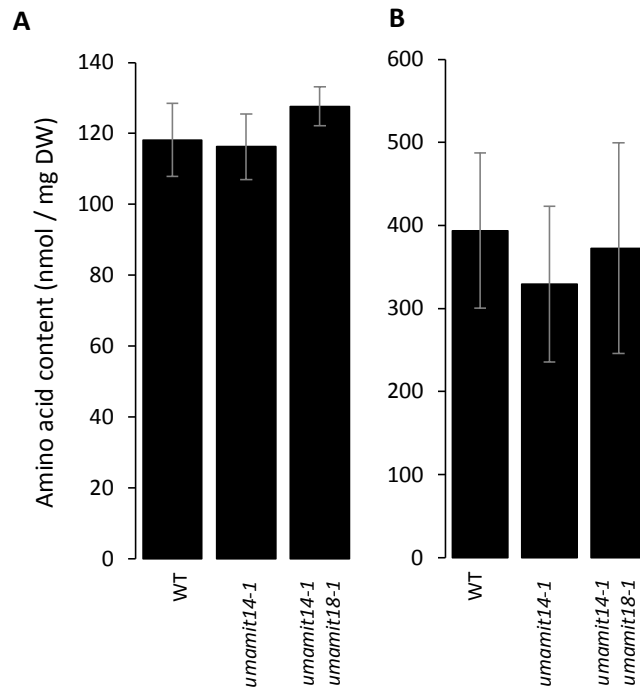 A
Amino acid content (nmol / mg DW)
140
120
100
80
60
40
20
0
WT
umamit14-1
umamit14-1
umamit18-1
B
600
500
400
300
200
100
0
WT
umamit14-1
umamit14-1
umamit18-1